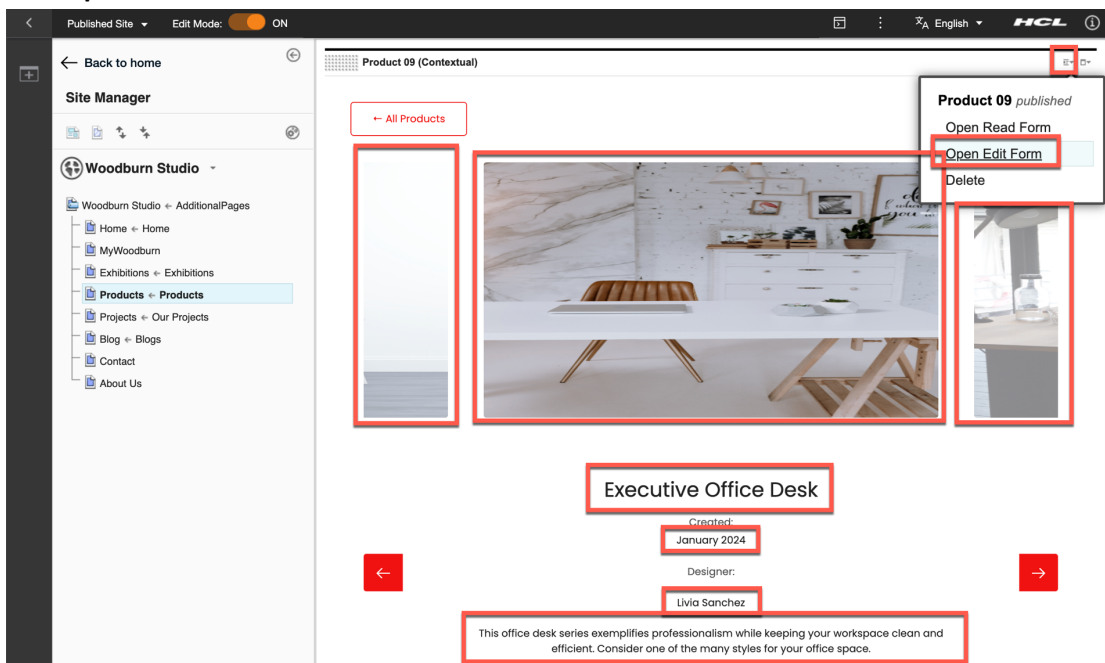 Published Site
Edit Mode:
ON
English
HCL
Back to home
Site Manager
Woodburn Studio
Woodburn Studio ← AdditionalPages
Home ← Home
MyWoodburn
Exhibitions ← Exhibitions
Products ← Products
Projects ← Our Projects
Blog ← Blogs
Contact
About Us
Product 09 (Contextual)
Product 09 published
Open Read Form
Open Edit Form
Delete
← All Products
Executive Office Desk
Created:
January 2024
Designer:
Livia Sanchez
This office desk series exemplifies professionalism while keeping your workspace clean and
efficient. Consider one of the many styles for your office space.